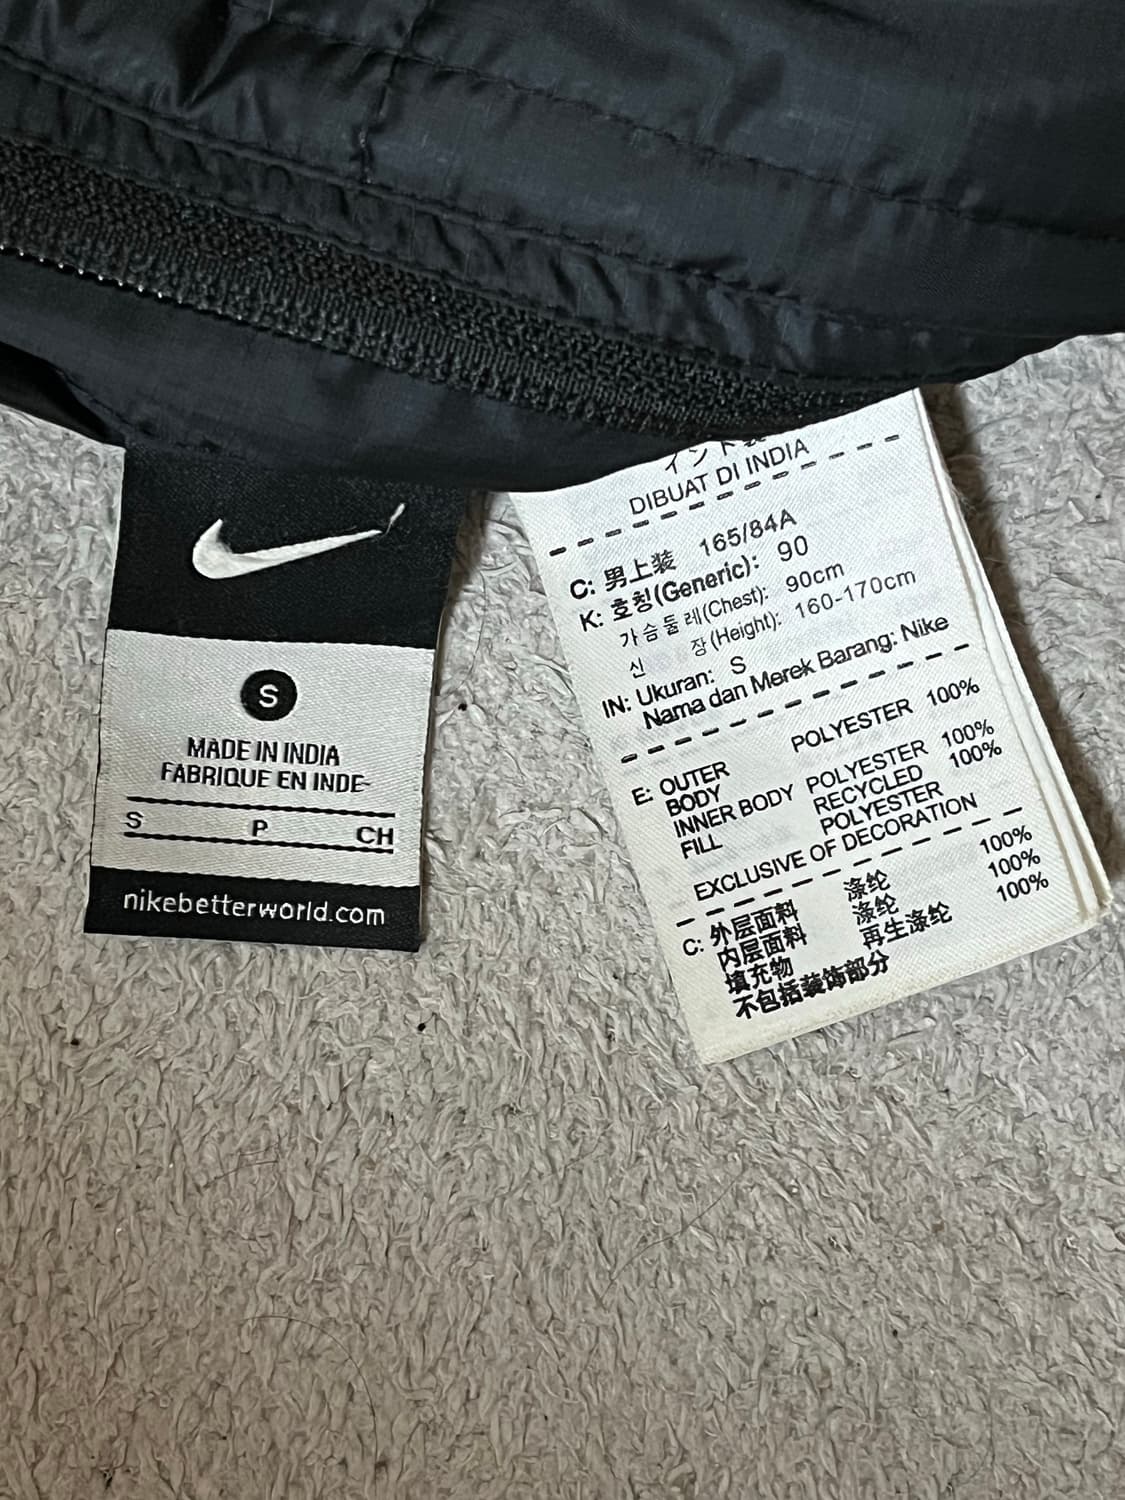 S
MADE IN INDIA
FABRIQUE EN INDE
S P CH
nikebetterworld.com
インド製
DIBUAT DI INDIA
C: 男上装 165/84A
K: 호칭(Generic): 90
가슴둘레(Chest): 90cm
신 장(Height): 160-170cm
IN: Ukuran: S
Nama dan Merek Barang: Nike
E: OUTER POLYESTER 100%
BODY
INNER BODY POLYESTER 100%
FILL RECYCLED 100%
POLYESTER
EXCLUSIVE OF DECORATION
C: 外层面料 涤纶 100%
内层面料 涤纶 100%
填充物 再生涤纶 100%
不包括装饰部分